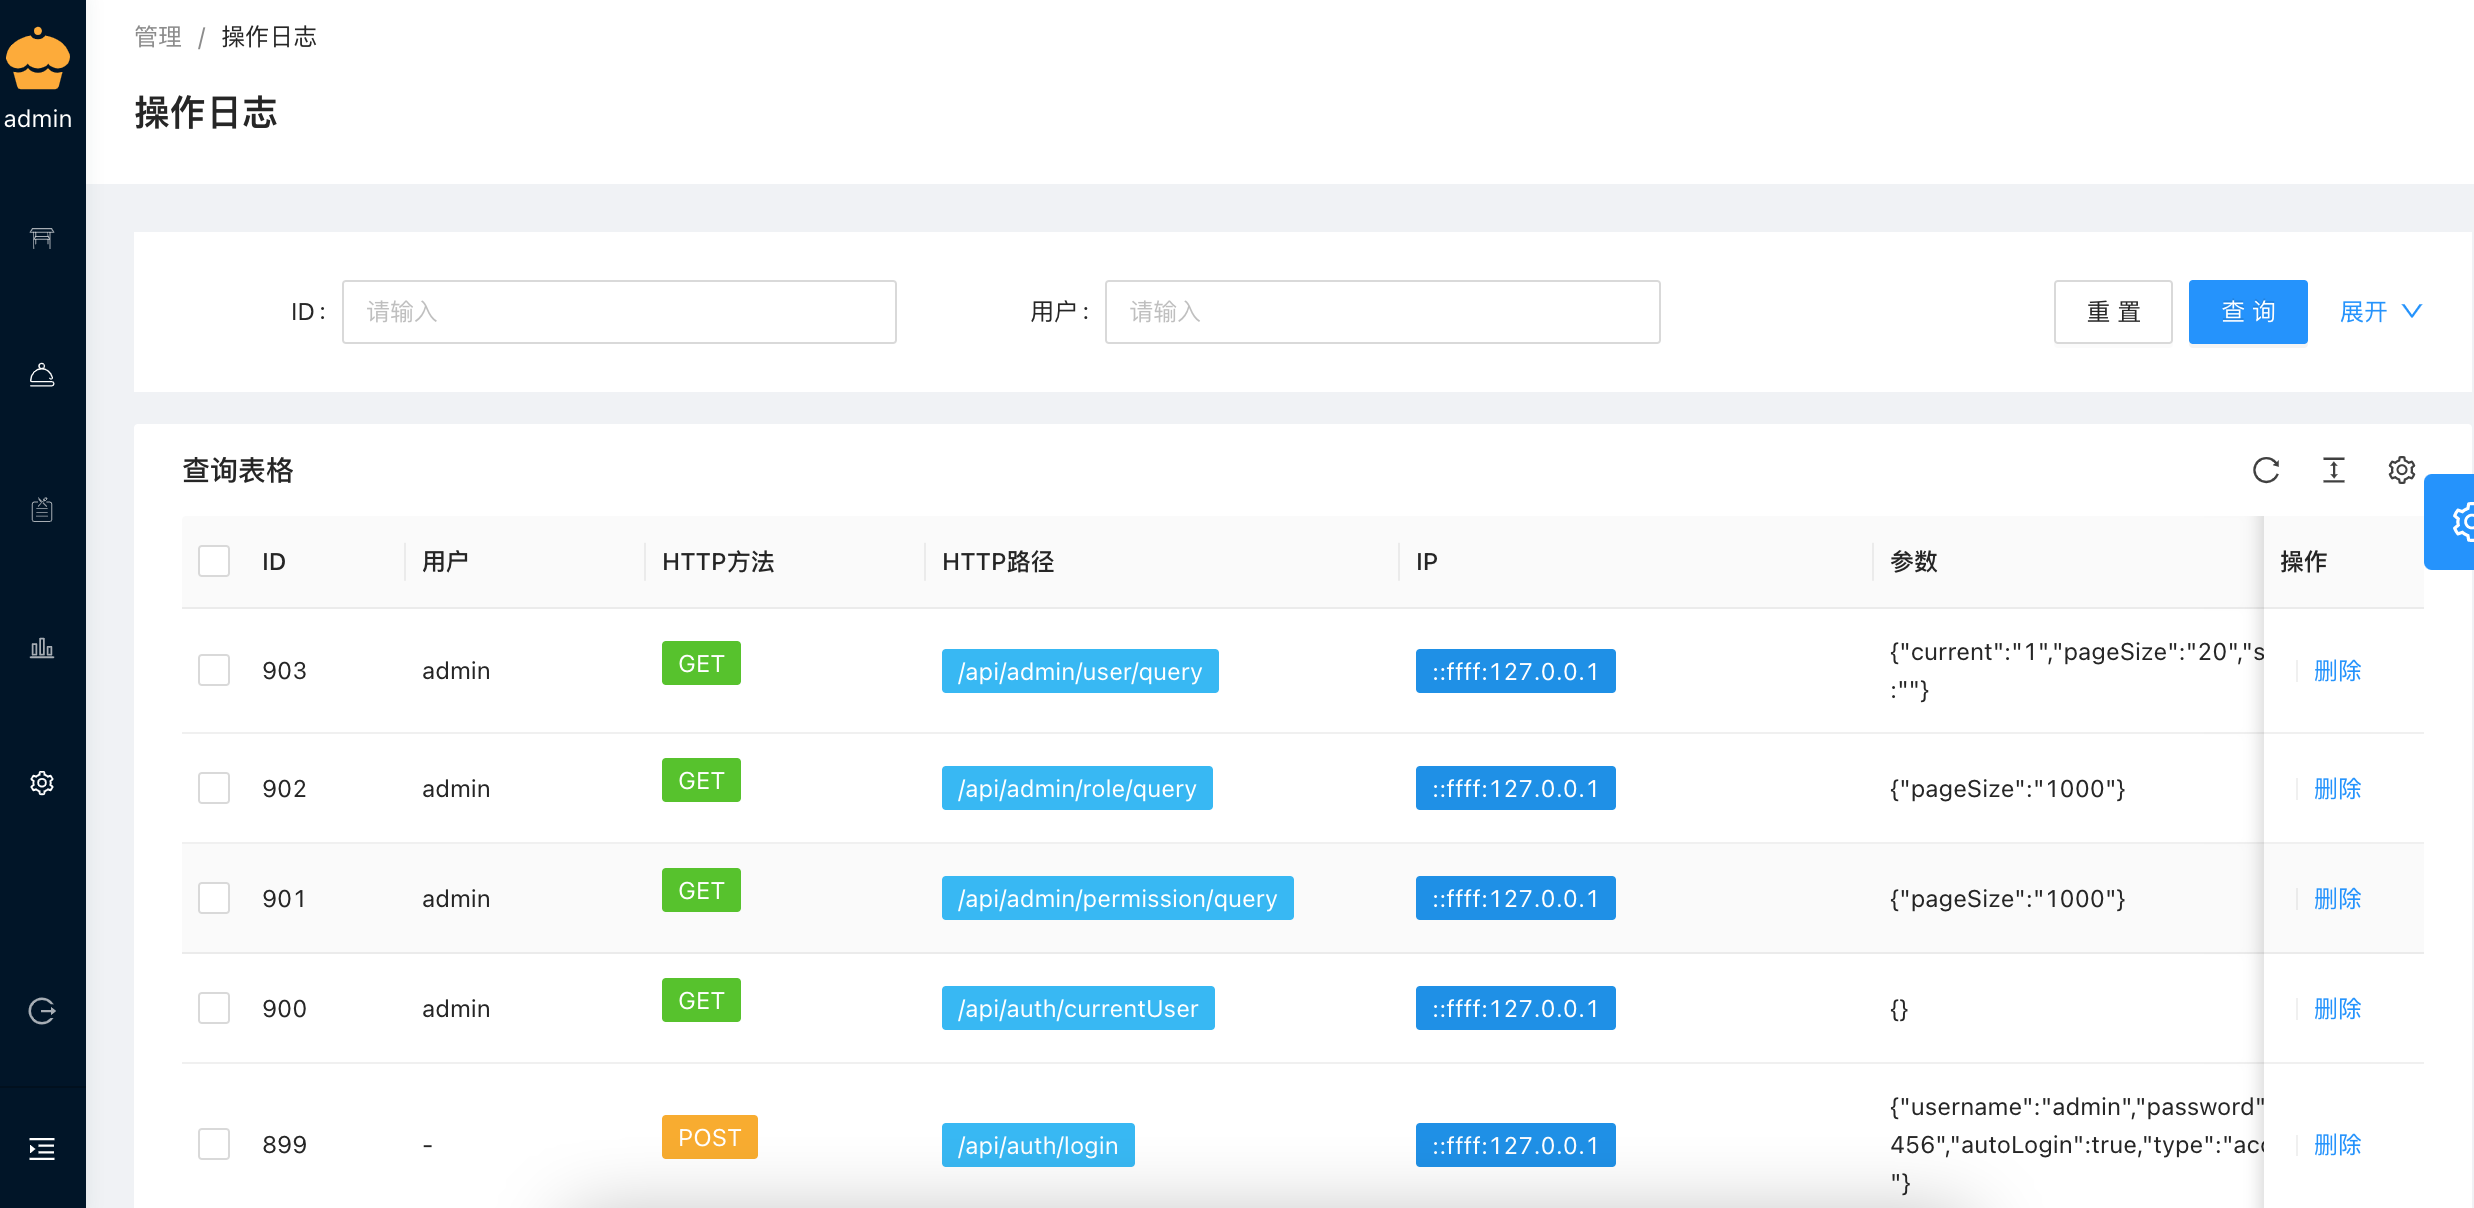 管理 / 操作日志
admin
操作日志
ID : 请输入 用户 : 请输入 重 置 查 询 展开
查询表格
ID 用户 HTTP方法 HTTP路径 IP 参数 操作
903 admin GET /api/admin/user/query ::ffff:127.0.0.1 {"current":"1","pageSize":"20","s 删除
:""}
902 admin GET /api/admin/role/query ::ffff:127.0.0.1 {"pageSize":"1000"} 删除
901 admin GET /api/admin/permission/query ::ffff:127.0.0.1 {"pageSize":"1000"} 删除
900 admin GET /api/auth/currentUser ::ffff:127.0.0.1 {} 删除
{"username":"admin","password"
899 - POST /api/auth/login ::ffff:127.0.0.1 456","autoLogin":true,"type":"acc 删除
"}